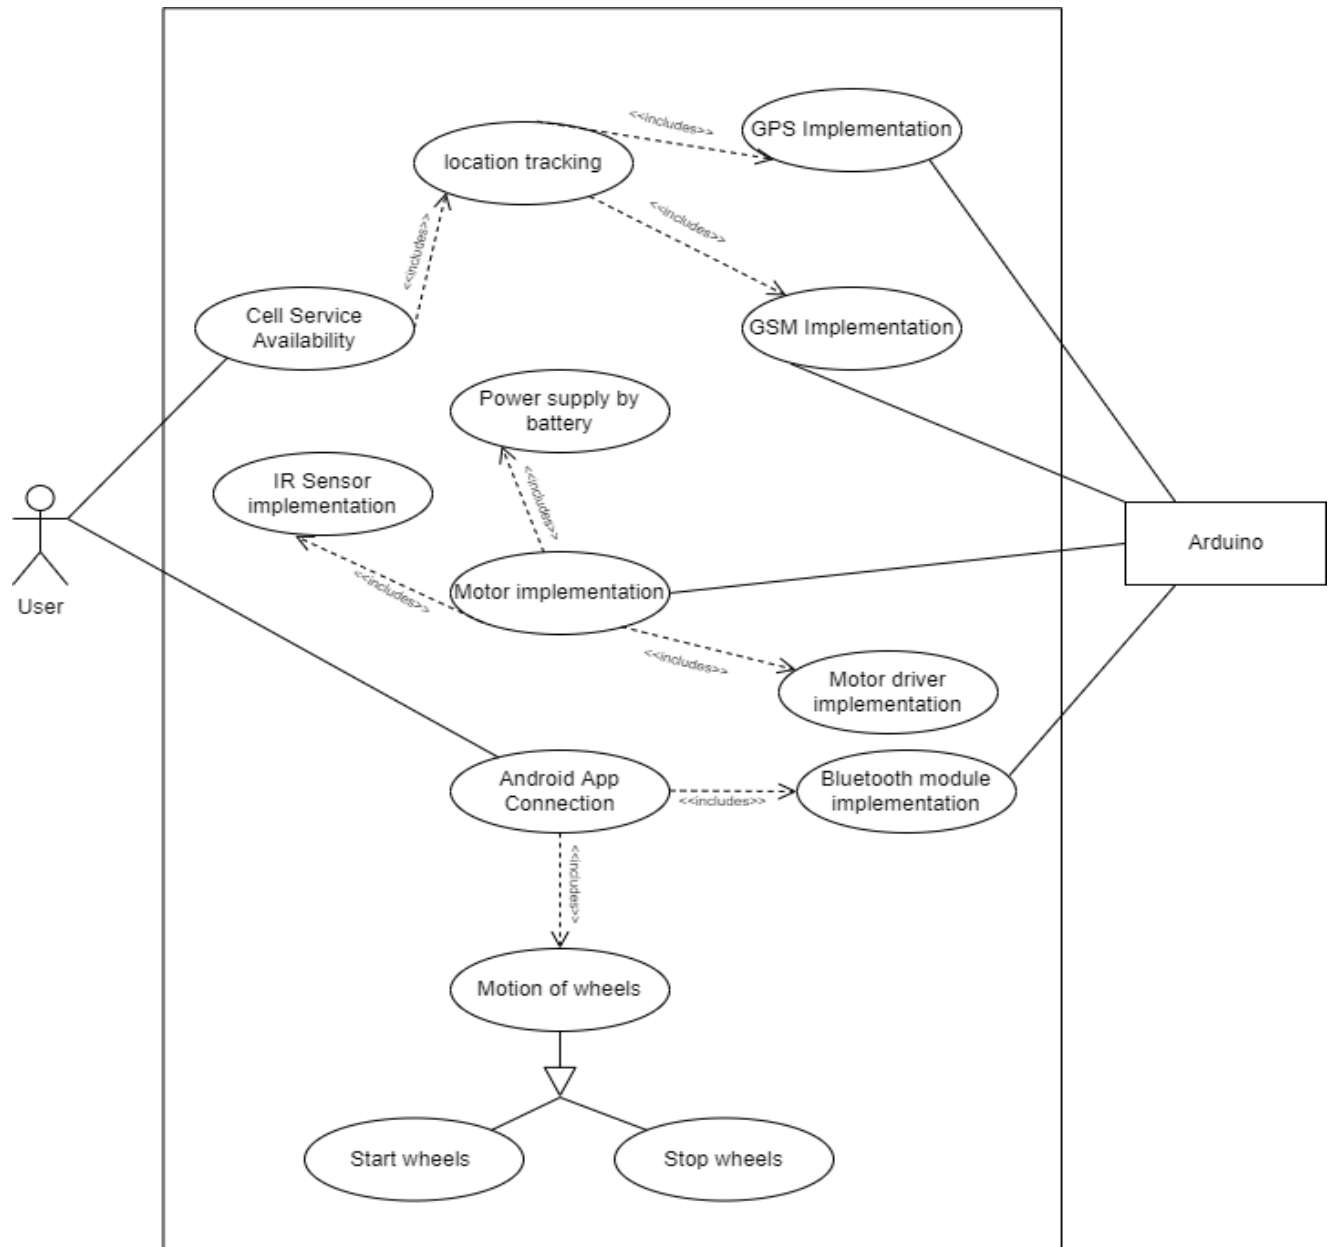 <<includes>>
GPS Implementation
location tracking
<<includes>>
<<includes>>
Cell Service
Availability
GSM Implementation
Power supply by
battery
IR Sensor
implementation
<<includes>>
User
Arduino
<<includes>>
Motor implementation
<<includes>>
Motor driver
implementation
Android App
Connection
<<includes>>
Bluetooth module
implementation
<<includes>>
Motion of wheels
Start wheels
Stop wheels